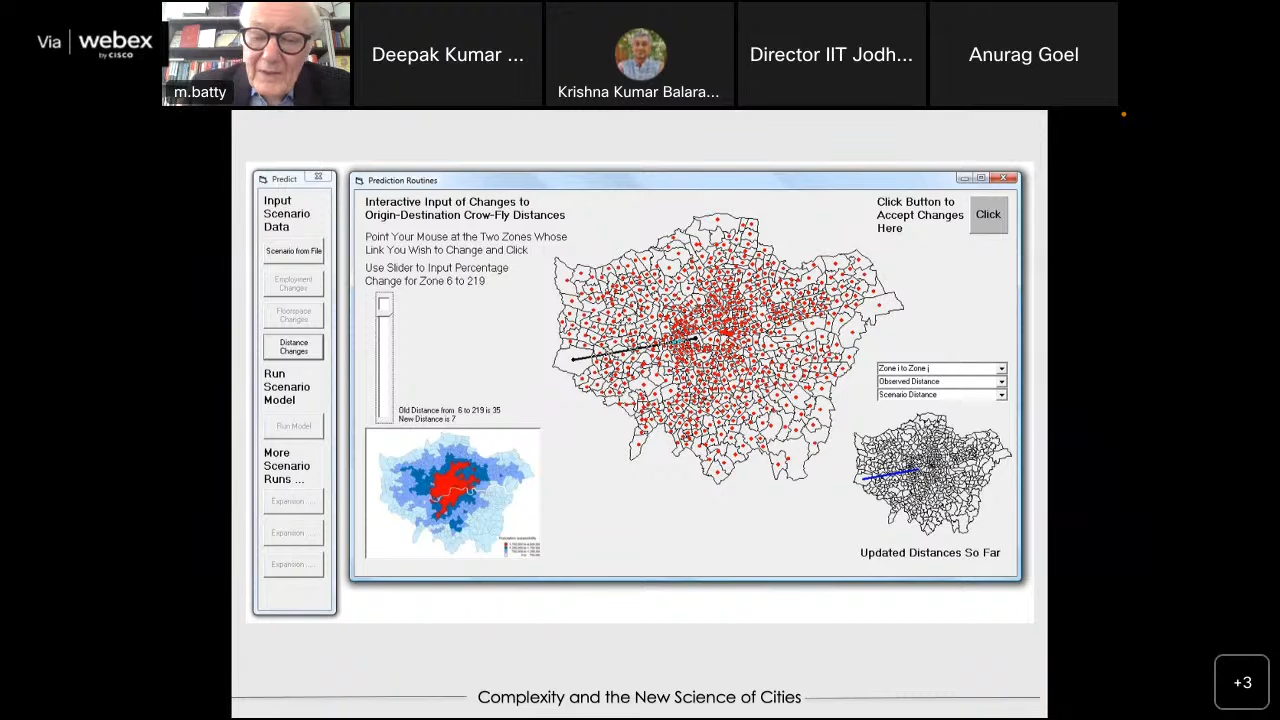 Via | webex
by CISCO
m.batty
Deepak Kumar ...
Krishna Kumar Balara...
Director IIT Jodh...
Anurag Goel
Predict
Input
Scenario
Data
Scenario from File
Employment
Changes
Floorspace
Changes
Distance
Changes
Run
Scenario
Model
Run Model
More
Scenario
Runs ...
Expansion ....
Expansion ....
Expansion ....
Prediction Routines
Interactive Input of Changes to
Origin-Destination Crow-Fly Distances
Point Your Mouse at the Two Zones Whose
Link You Wish to Change and Click
Use Slider to Input Percentage
Change for Zone 6 to 219
Old Distance from 6 to 219 is 35
New Distance is 7
Click Button to
Accept Changes
Here
Click
Zone i to Zone j
Observed Distance
Scenario Distance
Updated Distances So Far
Complexity and the New Science of Cities
+3